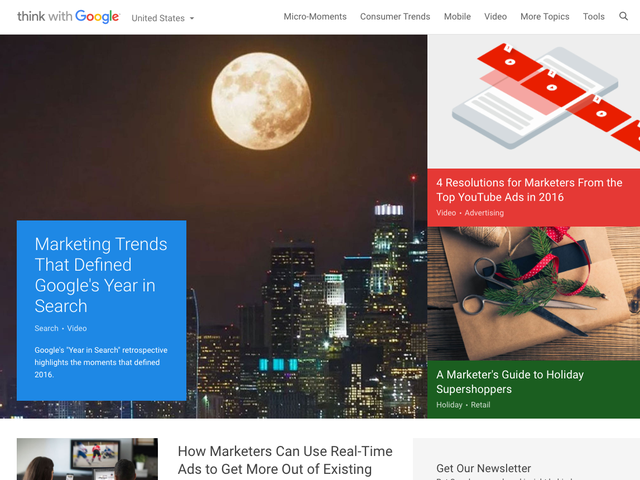 think with Google
United States
Micro-Moments Consumer Trends Mobile Video More Topics Tools
Marketing Trends
That Defined
Google's Year in
Search
Search • Video
Google's "Year in Search" retrospective
highlights the moments that defined
2016.
4 Resolutions for Marketers From the
Top YouTube Ads in 2016
Video • Advertising
A Marketer's Guide to Holiday
Supershoppers
Holiday • Retail
How Marketers Can Use Real-Time
Ads to Get More Out of Existing
Get Our Newsletter